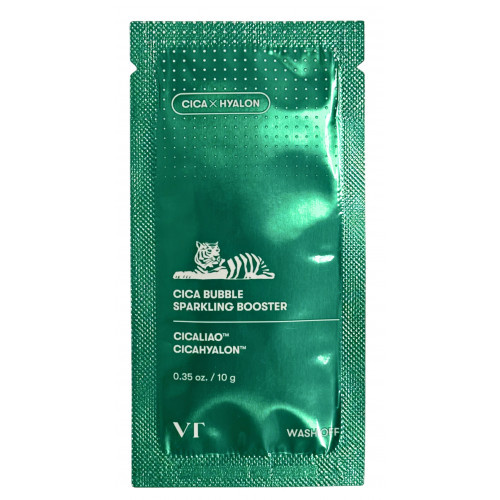 CICA × HYALON
CICA BUBBLE
SPARKLING BOOSTER
CICALIAO™
CICAHYALON™
0.35 oz. / 10 g
VT
WASH OFF